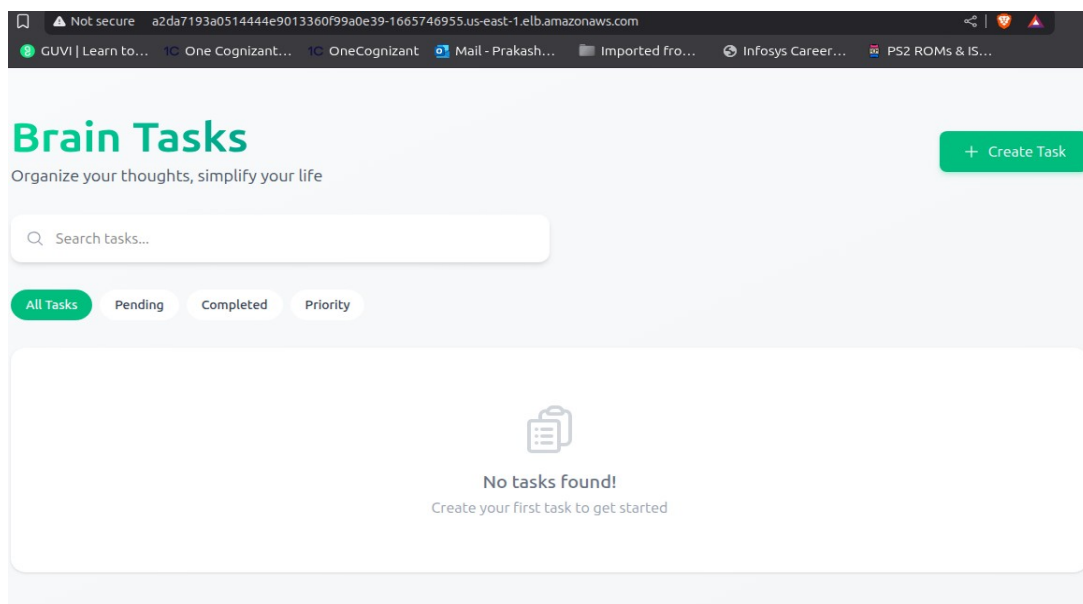 Not secure a2da7193a0514444e9013360f99a0e39-1665746955.us-east-1.elb.amazonaws.com
GUVI | Learn to... 1C One Cognizant... 1C OneCognizant Mail - Prakash... Imported fro... Infosys Career... PS2 ROMs & IS...
Brain Tasks
+ Create Task
Organize your thoughts, simplify your life
Search tasks...
All Tasks Pending Completed Priority
No tasks found!
Create your first task to get started